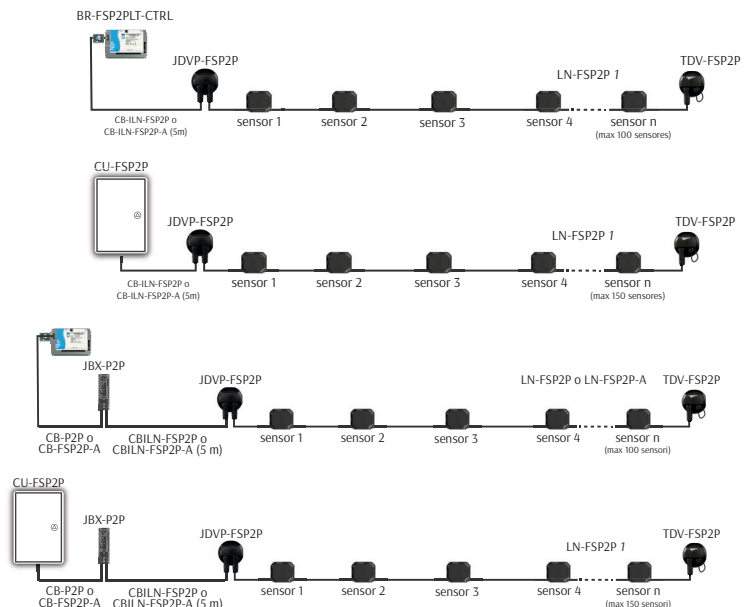 BR-FSP2PLT-CTRL
JDVP-FSP2P
LN-FSP2P 1
TDV-FSP2P
CB-ILN-FSP2P o
CB-ILN-FSP2P-A (5m)
sensor 1
sensor 2
sensor 3
sensor 4
sensor n
(max 100 sensores)
CU-FSP2P
JDVP-FSP2P
LN-FSP2P 1
TDV-FSP2P
CB-ILN-FSP2P o
CB-ILN-FSP2P-A (5m)
sensor 1
sensor 2
sensor 3
sensor 4
sensor n
(max 150 sensores)
JBX-P2P
JDVP-FSP2P
LN-FSP2P o LN-FSP2P-A
TDV-FSP2P
CB-P2P o
CB-FSP2P-A
CBILN-FSP2P o
CBILN-FSP2P-A (5 m)
sensor 1
sensor 2
sensor 3
sensor 4
sensor n
(max 100 sensori)
CU-FSP2P
JBX-P2P
JDVP-FSP2P
LN-FSP2P 1
TDV-FSP2P
CB-P2P o
CB-FSP2P-A
CBILN-FSP2P o
CBILN-FSP2P-A (5 m)
sensor 1
sensor 2
sensor 3
sensor 4
sensor n
(max 150 sensori)